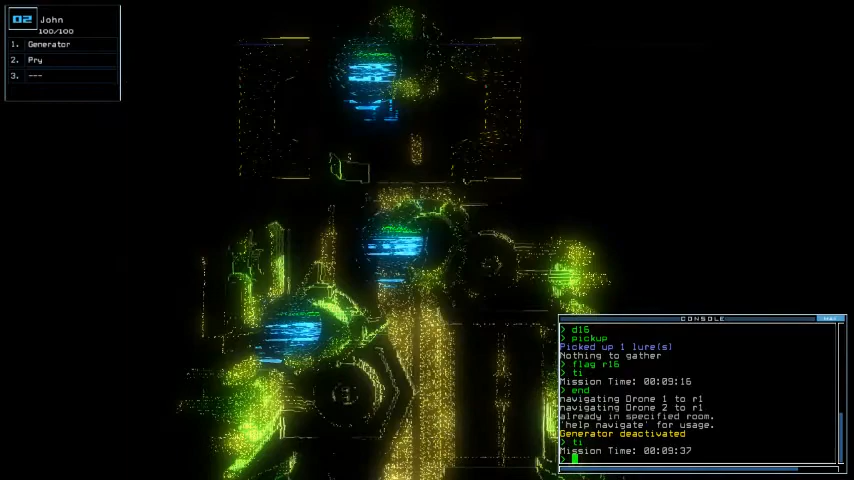 02 John
100/100
1. Generator
2. Pry
3. ---
CONSOLE
> d16
> pickup
Picked up 1 lure(s)
Nothing to gather
> flag r16
> ti
Mission Time: 00:09:16
> end
navigating Drone 1 to r1
navigating Drone 2 to r1
already in specified room.
'help navigate' for usage.
Generator deactivated
> ti
Mission Time: 00:09:37
>